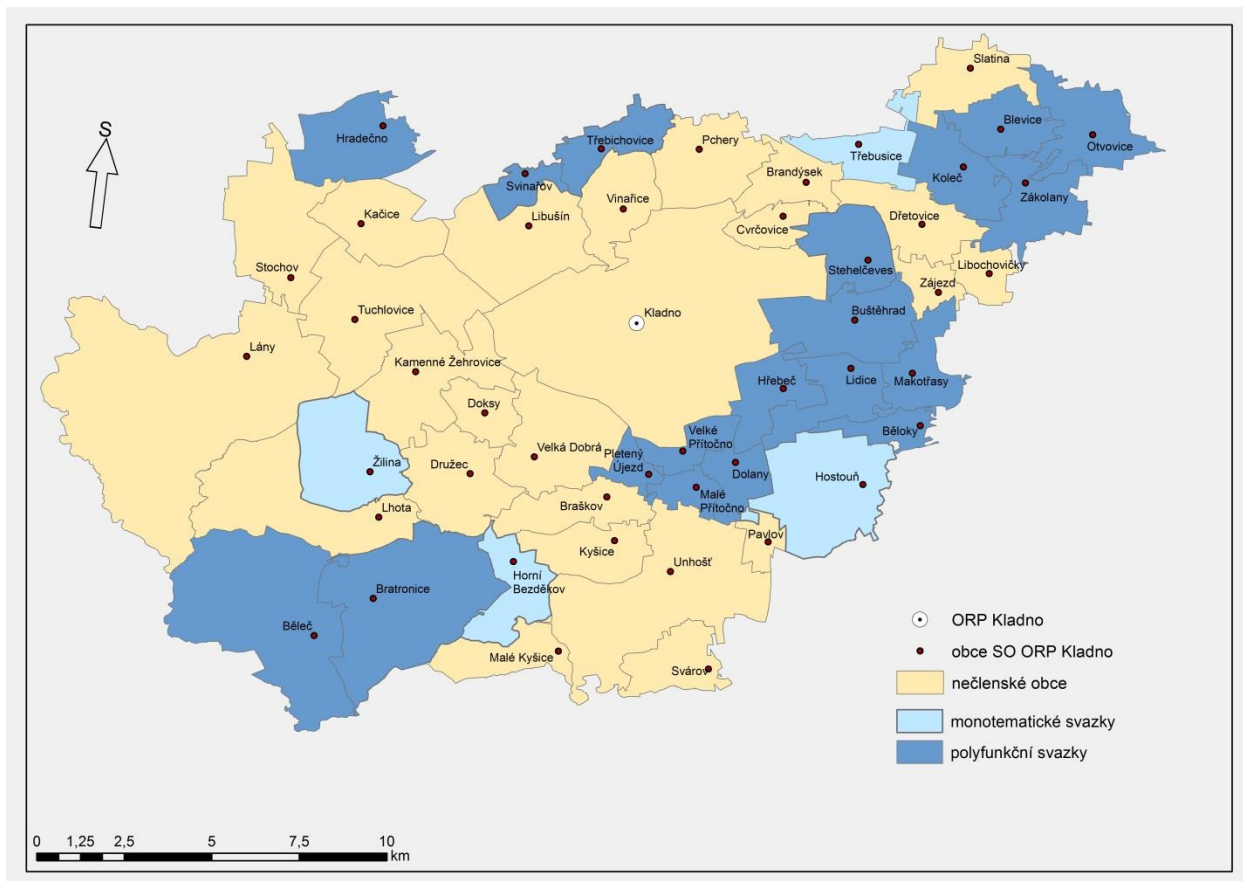 S
Slatina
Hradečno
Třebichovice
Pchery
Třebusice
Blevice
Otvovice
Svinařov
Brandýsek
Koleč
Zákolany
Kačice
Libušín
Vinařice
Cvrčovice
Dřetovice
Stochov
Stehelčeves
Zájezd
Libochovičky
Tuchlovice
Kladno
Buštěhrad
Lány
Kamenné Žehrovice
Hřebeč
Lidice
Makotřasy
Doksy
Velké
Přítočno
Běloky
Žilina
Družec
Velká Dobrá
Pletený
Újezd
Dolany
Hostouň
Malé
Přítočno
Lhota
Braškov
Pavlov
Kyšice
Unhošť
Horní
Bezděkov
Bratronice
Běleč
Malé Kyšice
Svárov
ORP Kladno
obce SO ORP Kladno
nečlenské obce
monotematické svazky
polyfunkční svazky
0 1,25 2,5 5 7,5 10
km